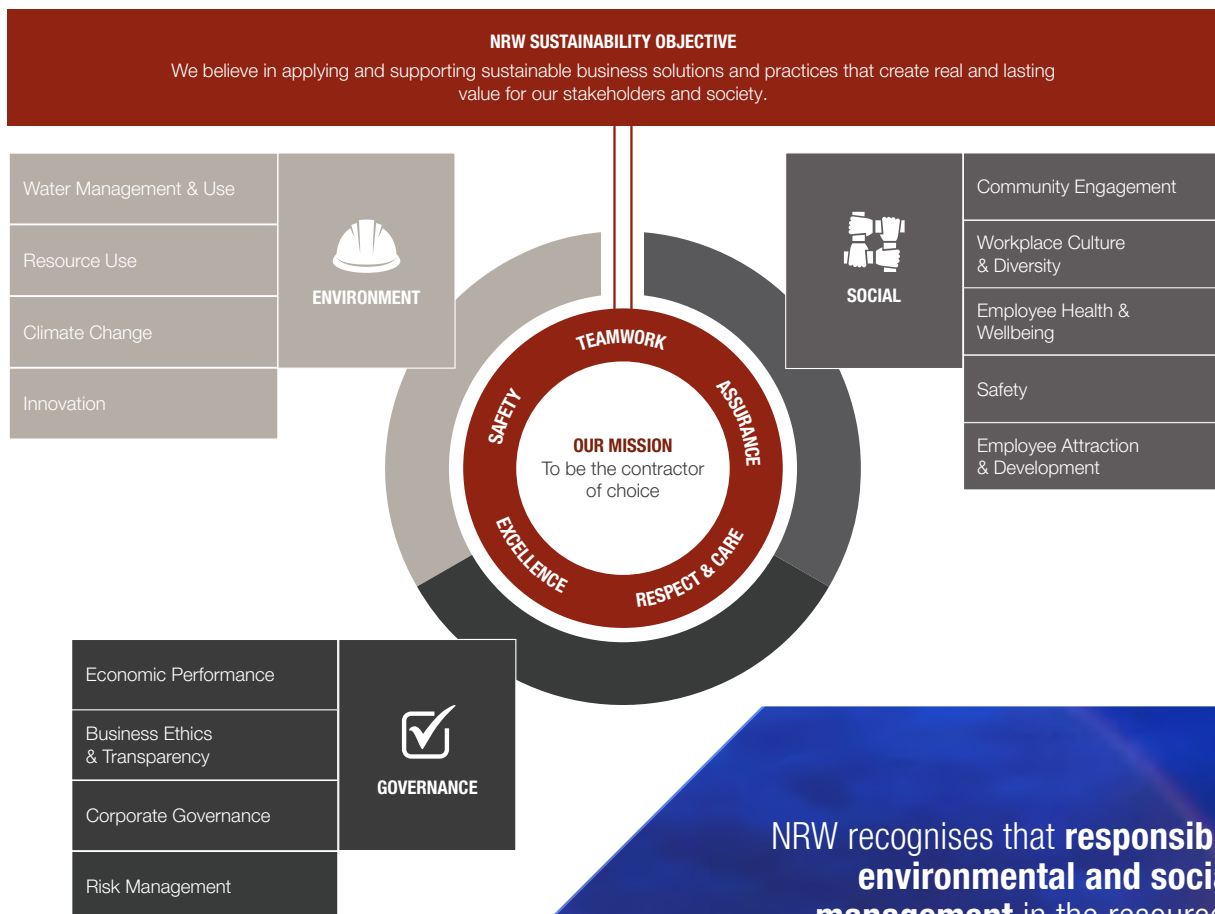 NRW SUSTAINABILITY OBJECTIVE
We believe in applying and supporting sustainable business solutions and practices that create real and lasting
value for our stakeholders and society.
Water Management & Use
Resource Use
Climate Change
Innovation
ENVIRONMENT
SOCIAL
Community Engagement
Workplace Culture
& Diversity
Employee Health &
Wellbeing
Safety
Employee Attraction
& Development
TEAMWORK
ASSURANCE
RESPECT & CARE
EXCELLENCE
SAFETY
OUR MISSION
To be the contractor
of choice
Economic Performance
Business Ethics
& Transparency
Corporate Governance
Risk Management
GOVERNANCE
NRW recognises that
environmental and
management in the